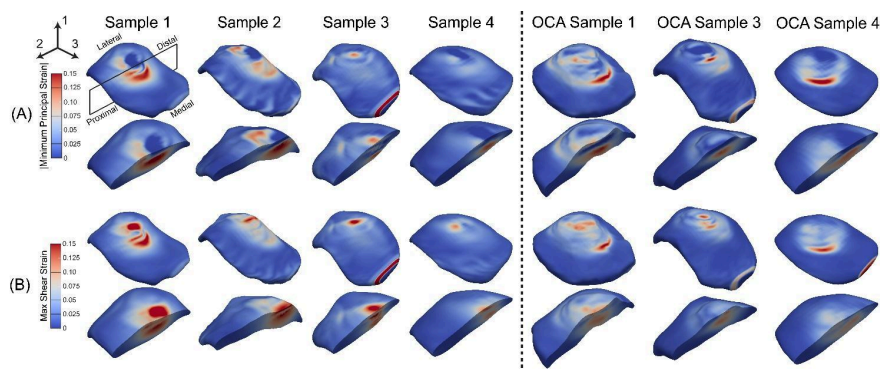 Sample 1 Sample 2 Sample 3 Sample 4 OCA Sample 1 OCA Sample 3 OCA Sample 4
1
2 3
Lateral Distal
Proximal Medial
(A)
|Minimum Principal Strain|
0.15
0.125
0.1
0.075
0.05
0.025
0
(B)
Max Shear Strain
0.15
0.125
0.1
0.075
0.05
0.025
0